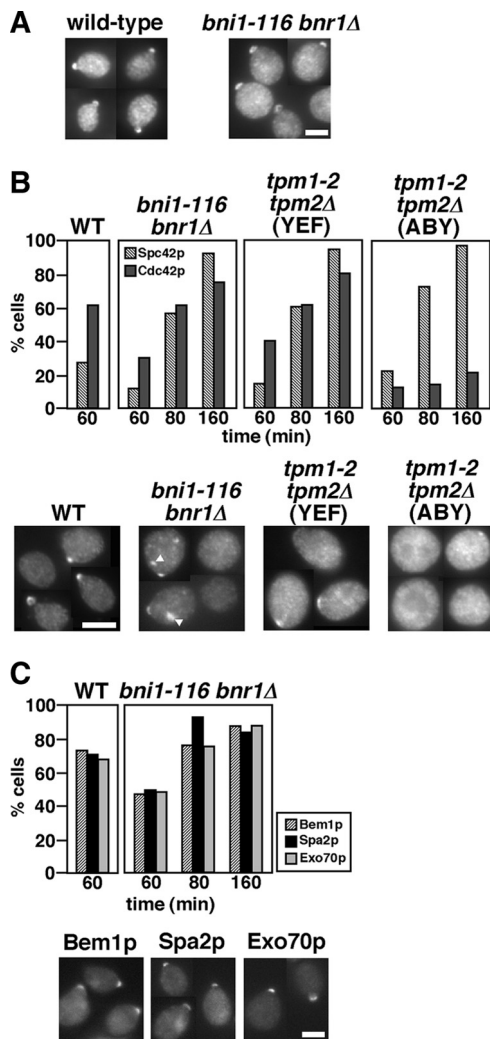 A
wild-type bni1-116 bnr1Δ
B
WT bni1-116 bnr1Δ tpm1-2 tpm2Δ (YEF) tpm1-2 tpm2Δ (ABY)
100
80
60
40
20
0
% cells
Spc42p
Cdc42p
60 60 80 160 60 80 160 60 80 160
time (min)
WT bni1-116 bnr1Δ tpm1-2 tpm2Δ (YEF) tpm1-2 tpm2Δ (ABY)
C
WT bni1-116 bnr1Δ
100
80
60
40
20
0
% cells
Bem1p
Spa2p
Exo70p
60 60 80 160
time (min)
Bem1p Spa2p Exo70p